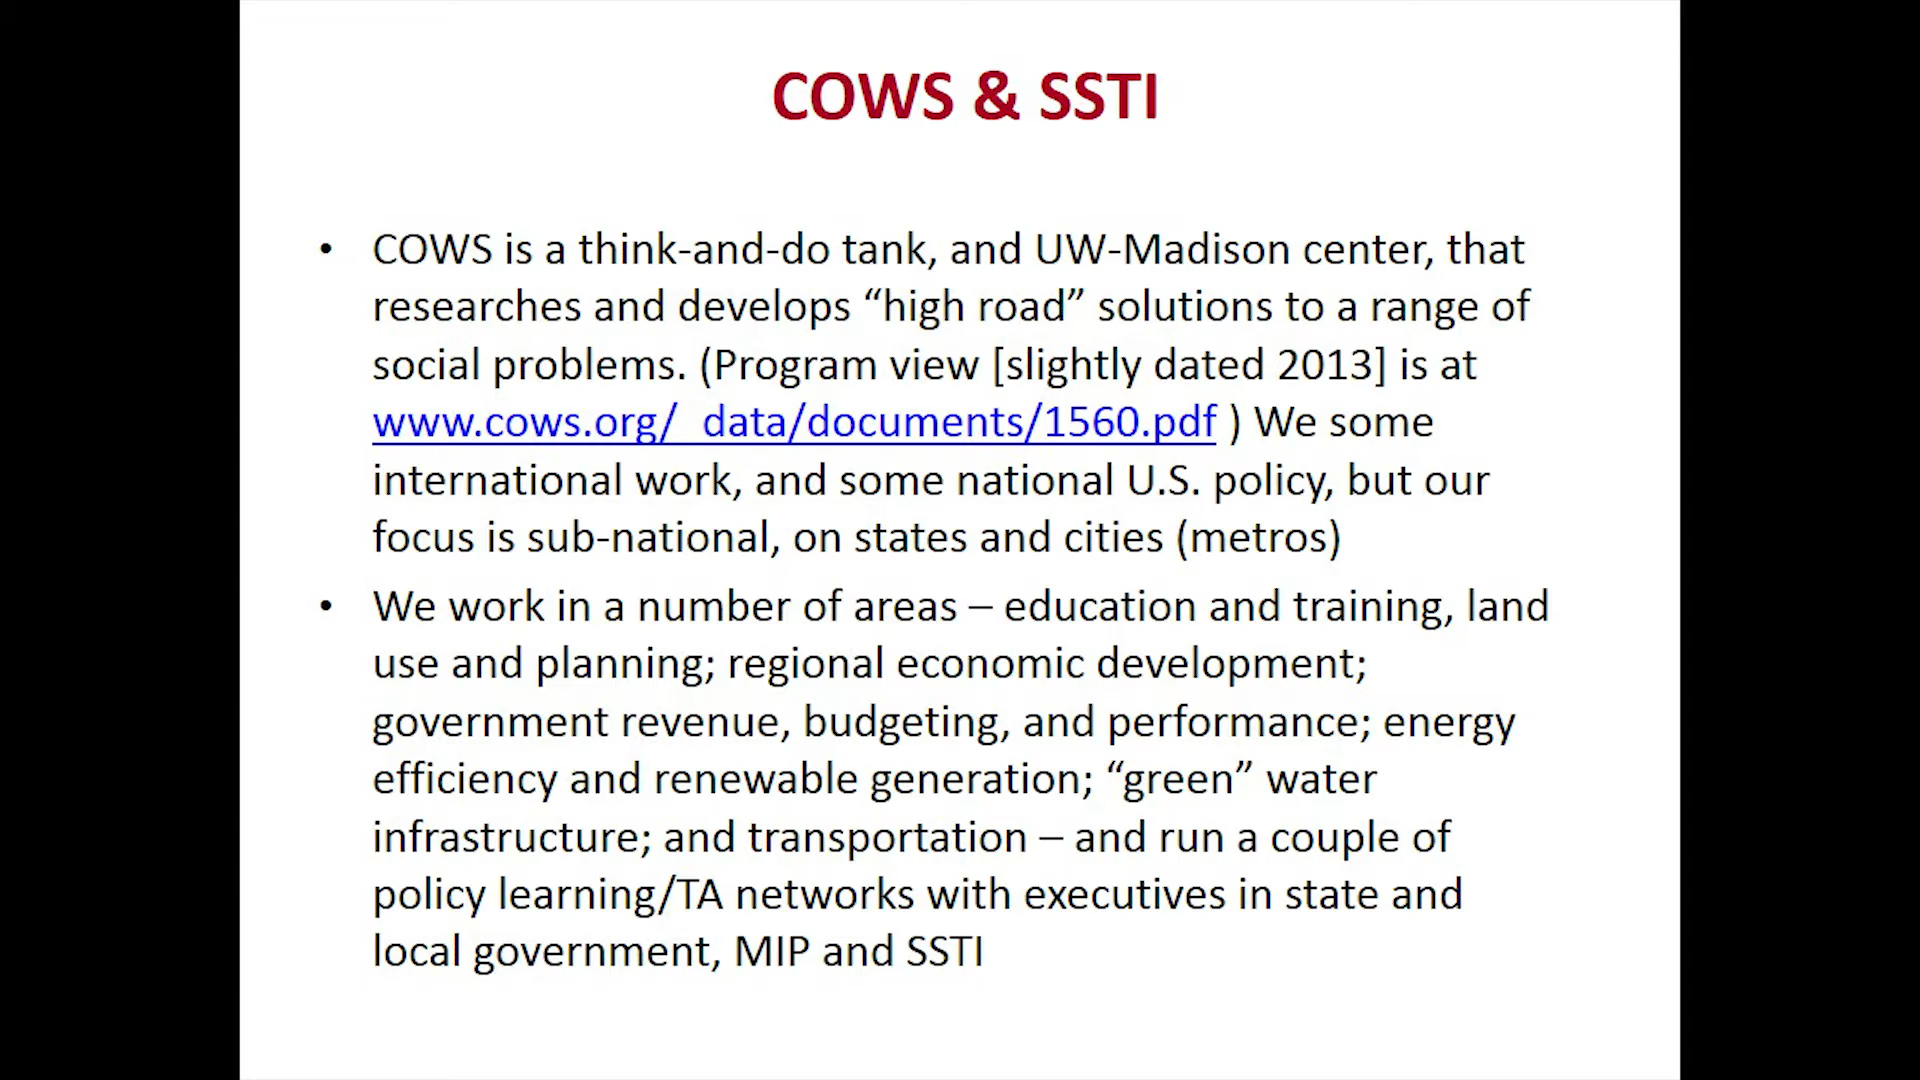 COWS & SSTI
• COWS is a think-and-do tank, and UW-Madison center, that
researches and develops “high road” solutions to a range of
social problems. (Program view [slightly dated 2013] is at
www.cows.org/_data/documents/1560.pdf ) We some
international work, and some national U.S. policy, but our
focus is sub-national, on states and cities (metros)
• We work in a number of areas – education and training, land
use and planning; regional economic development;
government revenue, budgeting, and performance; energy
efficiency and renewable generation; “green” water
infrastructure; and transportation – and run a couple of
policy learning/TA networks with executives in state and
local government, MIP and SSTI